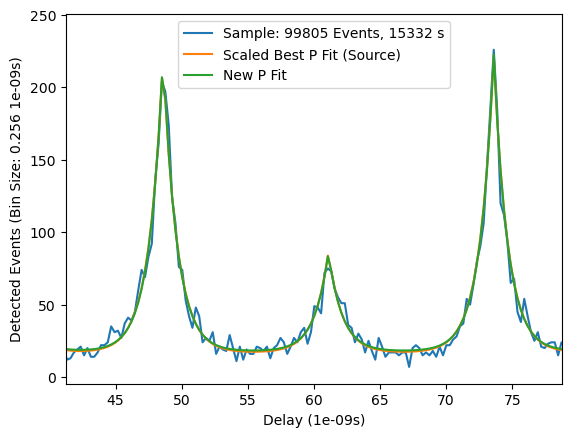 Sample: 99805 Events, 15332 s
Scaled Best P Fit (Source)
New P Fit
Detected Events (Bin Size: 0.256 1e-09s)
250
200
150
100
50
0
45 50 55 60 65 70 75
Delay (1e-09s)